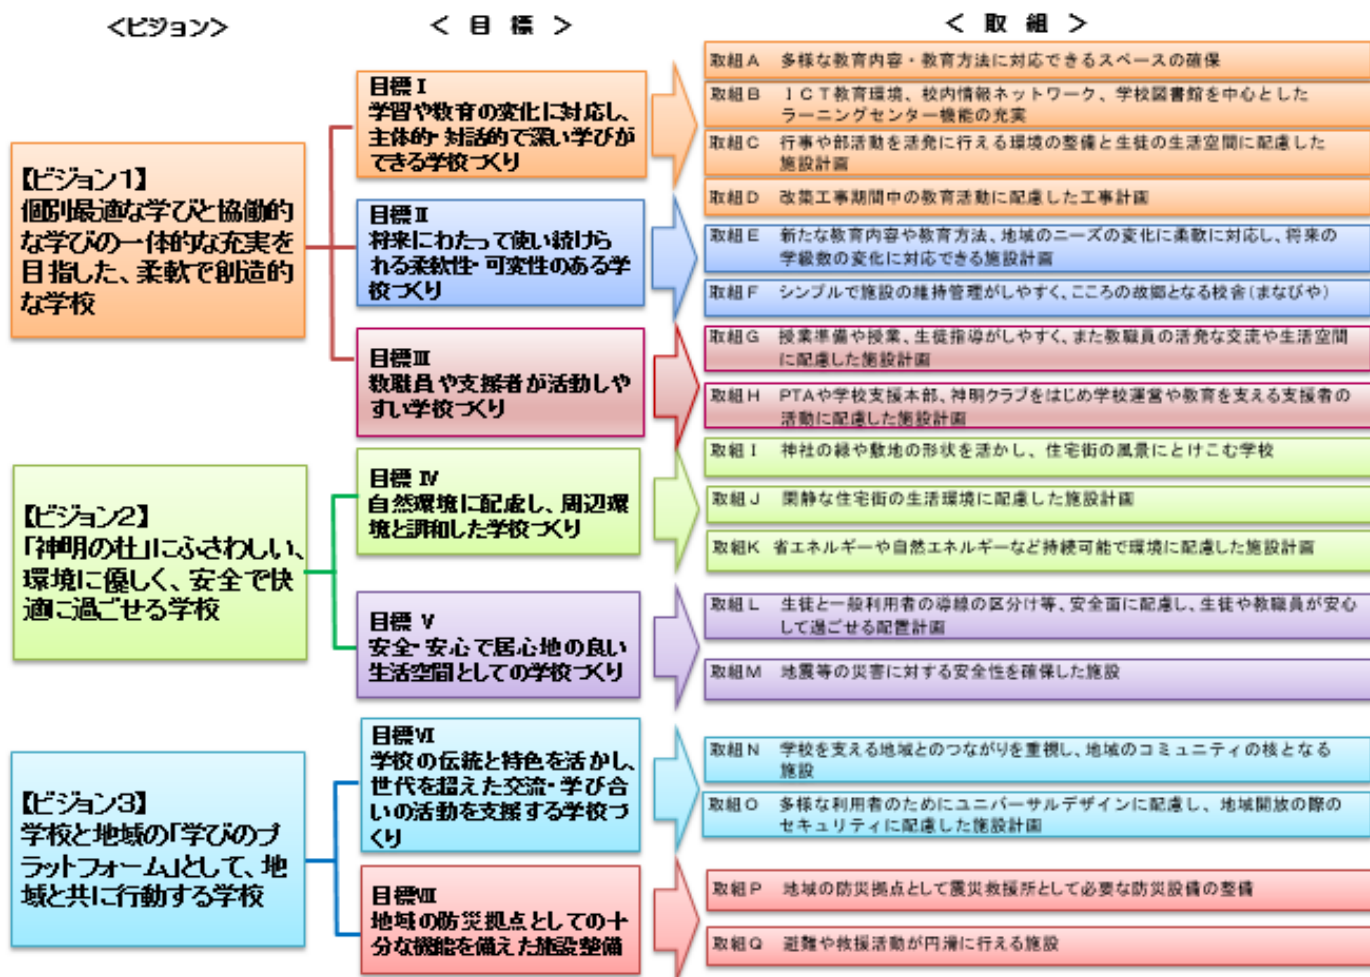 ＜ビジョン＞
＜ 目 標 ＞
＜ 取 組 ＞
【ビジョン1】
個別最適な学びと協働的
な学びの一体的な充実を
目指した、柔軟で創造的
な学校
目標Ⅰ
学習や教育の変化に対応し、
主体的・対話的で深い学びが
できる学校づくり
取組A 多様な教育内容・教育方法に対応できるスペースの確保
取組B ICT教育環境、校内情報ネットワーク、学校図書館を中心とした
ラーニングセンター機能の充実
取組C 行事や部活動を活発に行える環境の整備と生徒の生活空間に配慮した
施設計画
取組D 改築工事期間中の教育活動に配慮した工事計画
目標Ⅱ
将来にわたって使い続けら
れる柔軟性・可変性のある学
校づくり
取組E 新たな教育内容や教育方法、地域のニーズの変化に柔軟に対応し、将来の
学級数の変化に対応できる施設計画
取組F シンプルで施設の維持管理がしやすく、こころの故郷となる校舎(まなびや)
目標Ⅲ
教職員や支援者が活動しや
すい学校づくり
取組G 授業準備や授業、生徒指導がしやすく、また教職員の活発な交流や生活空間
に配慮した施設計画
取組H PTAや学校支援本部、神明クラブをはじめ学校運営や教育を支える支援者の
活動に配慮した施設計画
【ビジョン2】
「神明の杜」にふさわしい、
環境に優しく、安全で快
適に過ごせる学校
目標 Ⅳ
自然環境に配慮し、周辺環
境と調和した学校づくり
取組I 神社の緑や敷地の形状を活かし、住宅街の風景にとけこむ学校
取組J 閑静な住宅街の生活環境に配慮した施設計画
取組K 省エネルギーや自然エネルギーなど持続可能で環境に配慮した施設計画
目標 Ⅴ
安全・安心で居心地の良い
生活空間としての学校づくり
取組L 生徒と一般利用者の導線の区分け等、安全面に配慮し、生徒や教職員が安心
して過ごせる配置計画
取組M 地震等の災害に対する安全性を確保した施設
【ビジョン3】
学校と地域の「学びのプ
ラットフォーム」として、地
域と共に行動する学校
目標Ⅵ
学校の伝統と特色を活かし、
世代を超えた交流・学び合
いの活動を支援する学校づ
くり
取組N 学校を支える地域とのつながりを重視し、地域のコミュニティの核となる
施設
取組O 多様な利用者のためにユニバーサルデザインに配慮し、地域開放の際の
セキュリティに配慮した施設計画
目標Ⅶ
地域の防災拠点としての十
分な機能を備えた施設整備
取組P 地域の防災拠点として震災救援所として必要な防災設備の整備
取組Q 避難や救援活動が円滑に行える施設